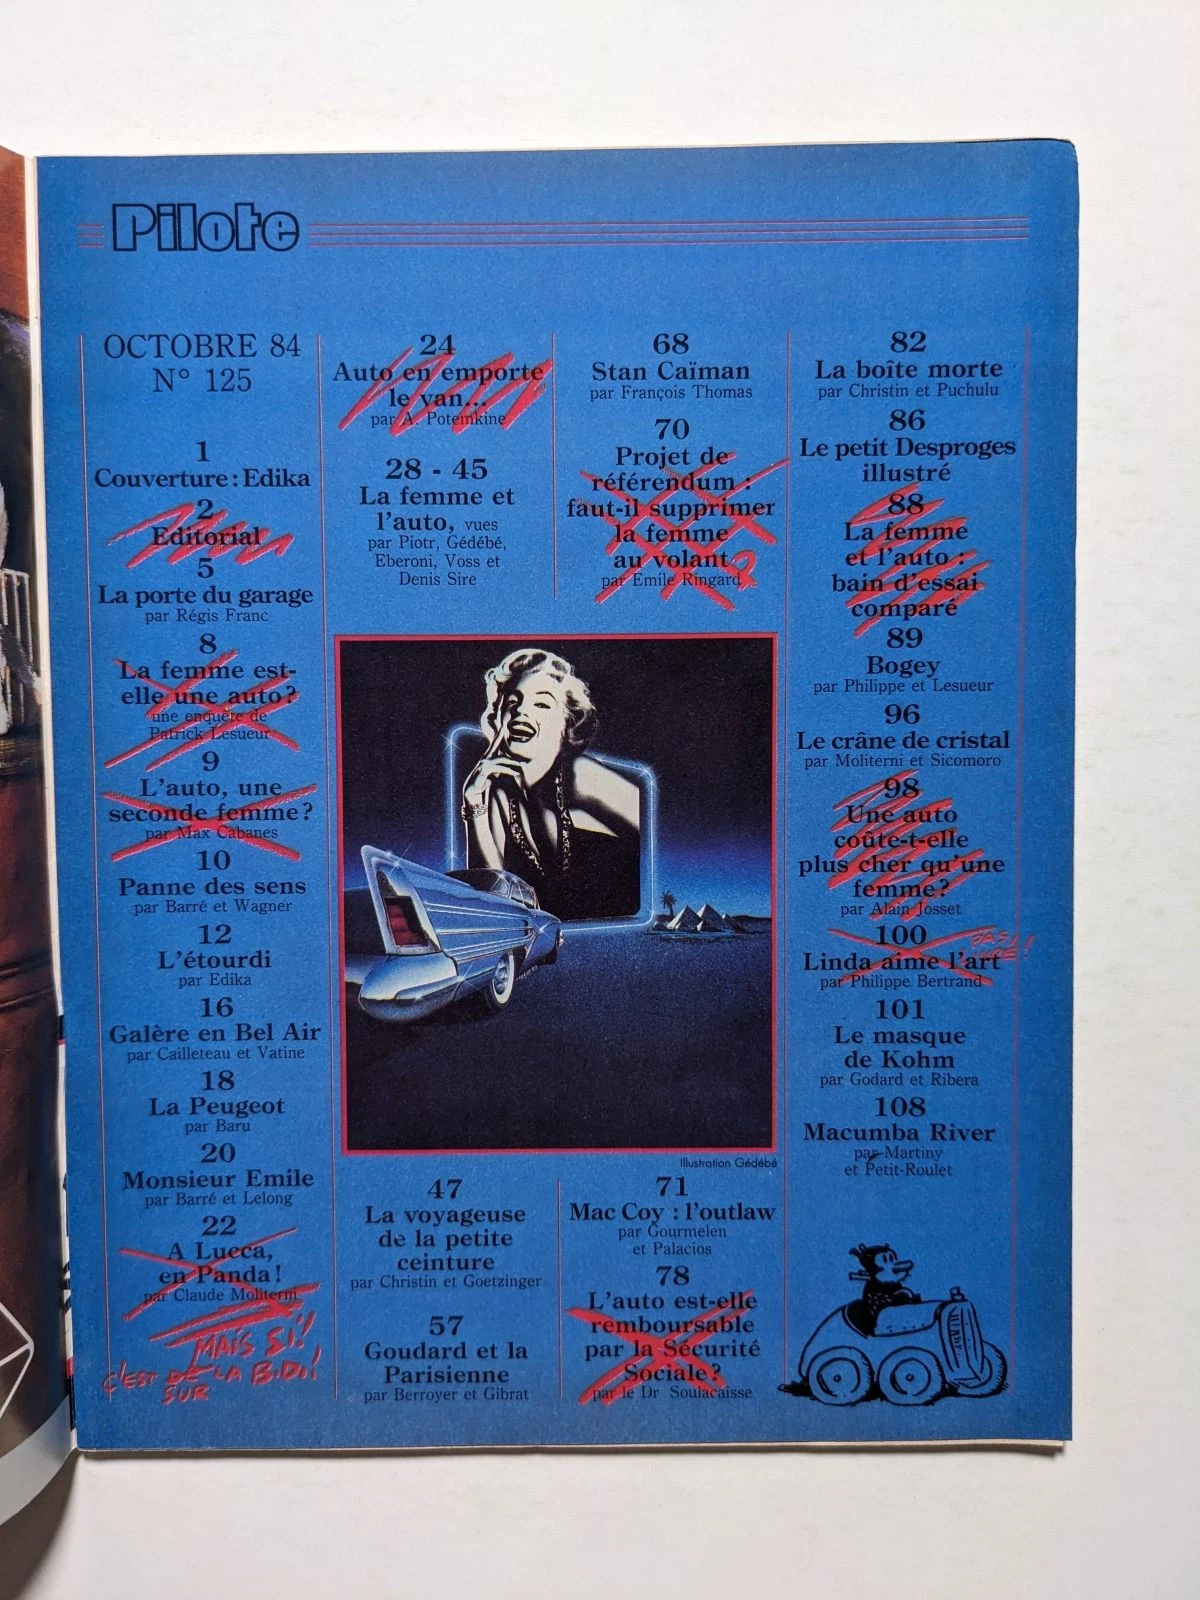 Pilote
OCTOBRE 84
N° 125
1
Couverture : Edika
2
Editorial
5
La porte du garage
par Régis Franc
8
La femme est-
elle une auto ?
une enquête de
Patrick Lesueur
9
L'auto, une
seconde femme ?
par Max Cabanes
10
Panne des sens
par Barré et Wagner
12
L'étourdi
par Edika
16
Galère en Bel Air
par Cailleteau et Vatine
18
La Peugeot
par Baru
20
Monsieur Emile
par Barré et Lelong
22
A Lucca,
en Panda !
par Claude Moliterni
MAIS SI !
C'EST DE LA BIDOI
SUR
24
Auto en emporte
le van...
par A. Potemkine
28 - 45
La femme et
l'auto, vues
par Piotr, Gédébé,
Eberoni, Voss et
Denis Sire
68
Stan Caïman
par François Thomas
70
Projet de
référendum :
faut-il supprimer
la femme
au volant ?
par Emile Ringard
Illustration Gédébé
47
La voyageuse
de la petite
ceinture
par Christin et Goetzinger
57
Goudard et la
Parisienne
par Berroyer et Gibrat
71
Mac Coy : l'outlaw
par Gourmelen
et Palacios
78
L'auto est-elle
remboursable
par la Sécurité
Sociale ?
par le Dr Soulacaisse
82
La boîte morte
par Christin et Puchulu
86
Le petit Desproges
illustré
88
La femme
et l'auto :
bain d'essai
comparé
89
Bogey
par Philippe et Lesueur
96
Le crâne de cristal
par Moliterni et Sicomoro
98
Une auto
coûte-t-elle
plus cher qu'une
femme ?
par Alain Josset
100
PAS
Linda aime l'art
par Philippe Bertrand
101
Le masque
de Kohm
par Godard et Ribera
108
Macumba River
par Martiny
et Petit-Roulet